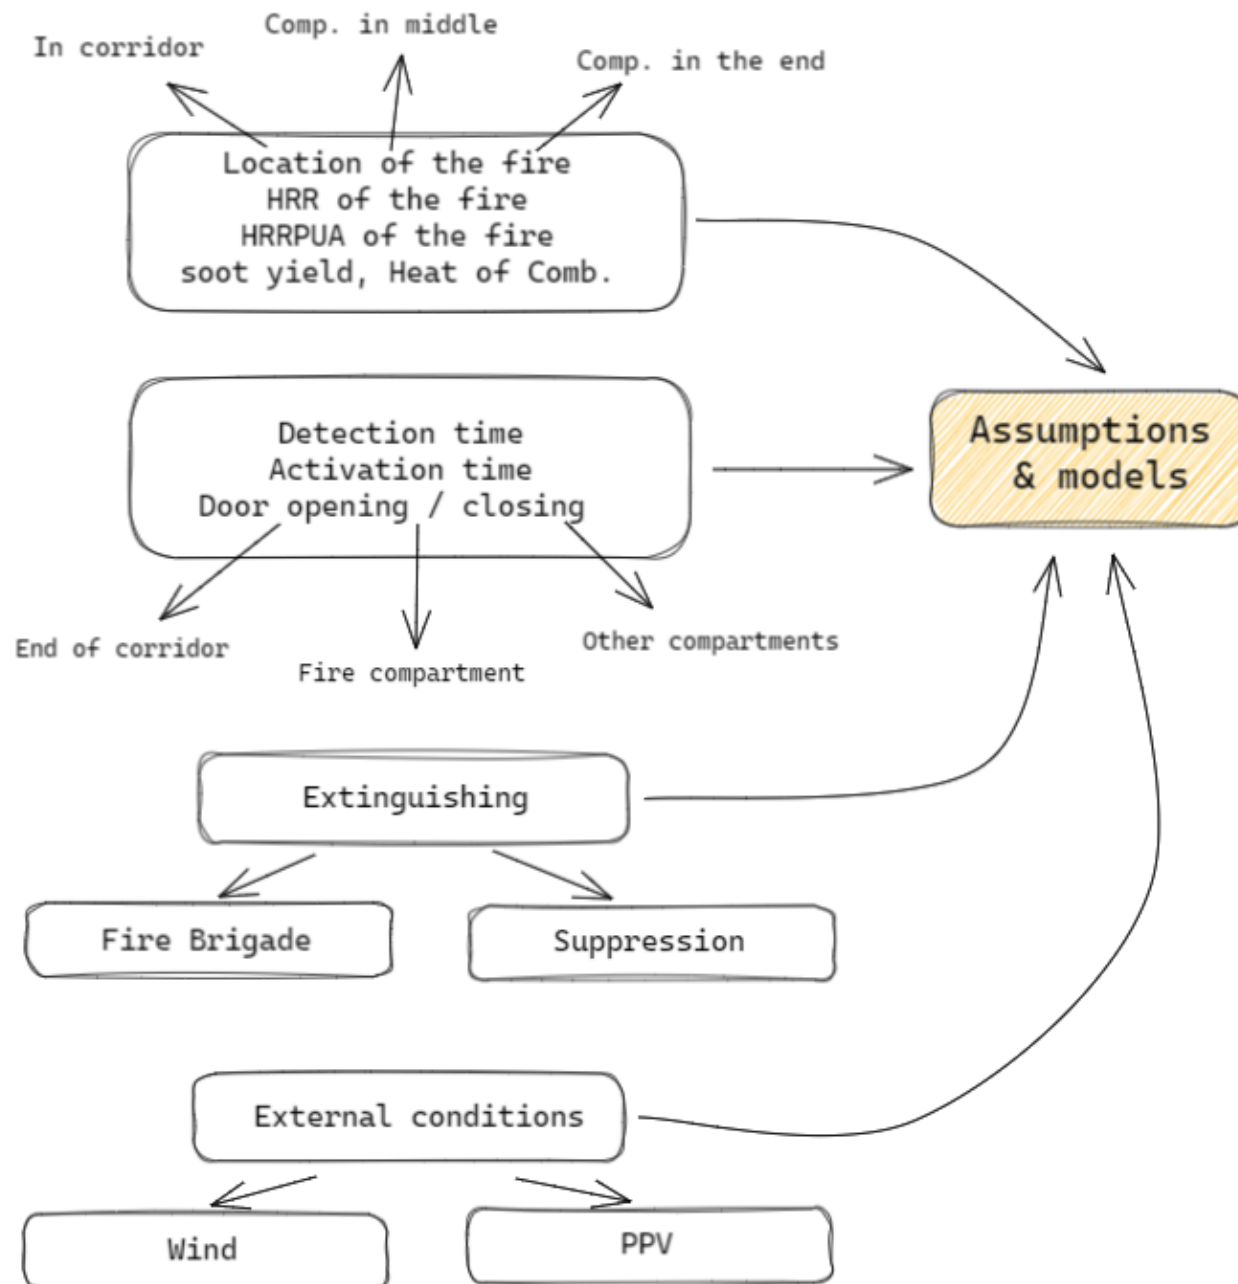 In corridor
Comp. in middle
Comp. in the end
Location of the fire
HRR of the fire
HRRPUA of the fire
soot yield, Heat of Comb.
Detection time
Activation time
Door opening / closing
Assumptions
& models
End of corridor
Fire compartment
Other compartments
Extinguishing
Fire Brigade
Suppression
External conditions
Wind
PPV